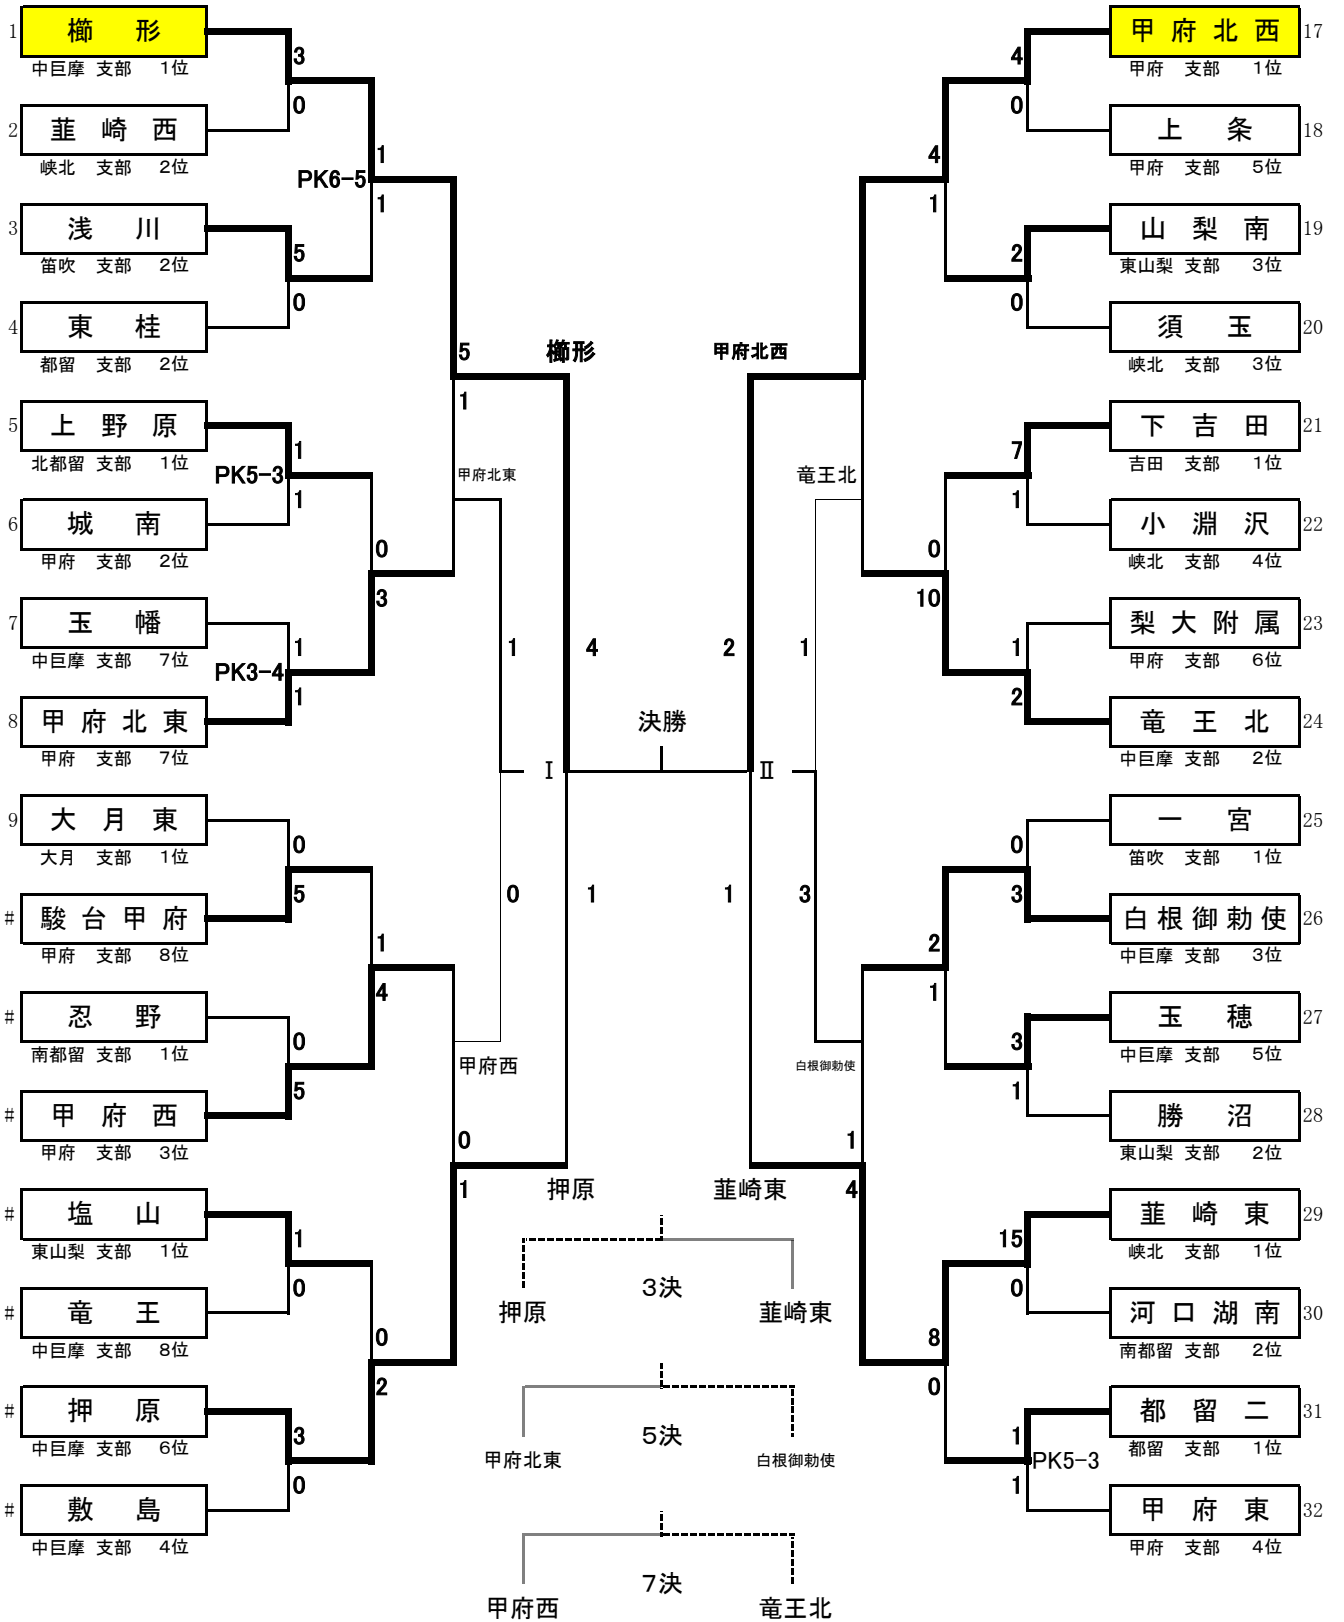 1 櫛 形
中巨摩 支部 1位
3
0
2 韮 崎 西
峡北 支部 2位
1
PK6-5
1
3 浅 川
笛吹 支部 2位
5
0
4 東 桂
都留 支部 2位
5 櫛形
1
5 上 野 原
北都留 支部 1位
1
PK5-3
1
甲府北東
6 城 南
甲府 支部 2位
0
3
7 玉 幡
中巨摩 支部 7位
1
PK3-4
1
8 甲 府 北 東
甲府 支部 7位
9 大 月 東
大月 支部 1位
0
5
# 駿 台 甲 府
甲府 支部 8位
1
4
# 忍 野
南都留 支部 1位
0
5
甲府西
# 甲 府 西
甲府 支部 3位
0
1
押原
# 塩 山
東山梨 支部 1位
1
0
# 竜 王
中巨摩 支部 8位
0
2
# 押 原
中巨摩 支部 6位
3
0
# 敷 島
中巨摩 支部 4位
1 4 2 1
決勝
Ⅰ Ⅱ
0 1 1 3
3決
押原 韮崎東
5決
甲府北東 白根御勅使
7決
甲府西 竜王北
甲 府 北 西 17
甲府 支部 1位
4
0
上 条 18
甲府 支部 5位
4
1
山 梨 南 19
東山梨 支部 3位
2
0
須 玉 20
峡北 支部 3位
甲府北西
下 吉 田 21
吉田 支部 1位
7
1
竜王北
小 淵 沢 22
峡北 支部 4位
0
10
梨 大 附 属 23
甲府 支部 6位
1
2
竜 王 北 24
中巨摩 支部 2位
一 宮 25
笛吹 支部 1位
0
3
白 根 御 勅 使 26
中巨摩 支部 3位
2
1
玉 穂 27
中巨摩 支部 5位
3
1
白根御勅使
勝 沼 28
東山梨 支部 2位
1
4
韮崎東
韮 崎 東 29
峡北 支部 1位
15
0
河 口 湖 南 30
南都留 支部 2位
8
0
都 留 二 31
都留 支部 1位
1
PK5-3
1
甲 府 東 32
甲府 支部 4位